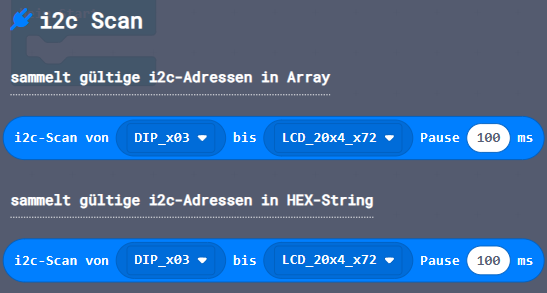 i2c Scan
sammelt gültige i2c-Adressen in Array
i2c-Scan von DIP_x03 bis LCD_20x4_x72 Pause 100 ms
sammelt gültige i2c-Adressen in HEX-String
i2c-Scan von DIP_x03 bis LCD_20x4_x72 Pause 100 ms